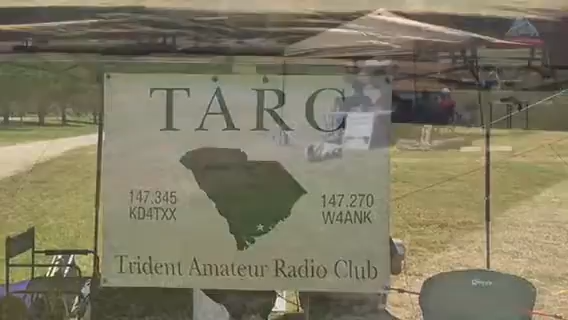 TARC
147.345
KD4TXX
147.270
W4ANK
Trident Amateur Radio Club